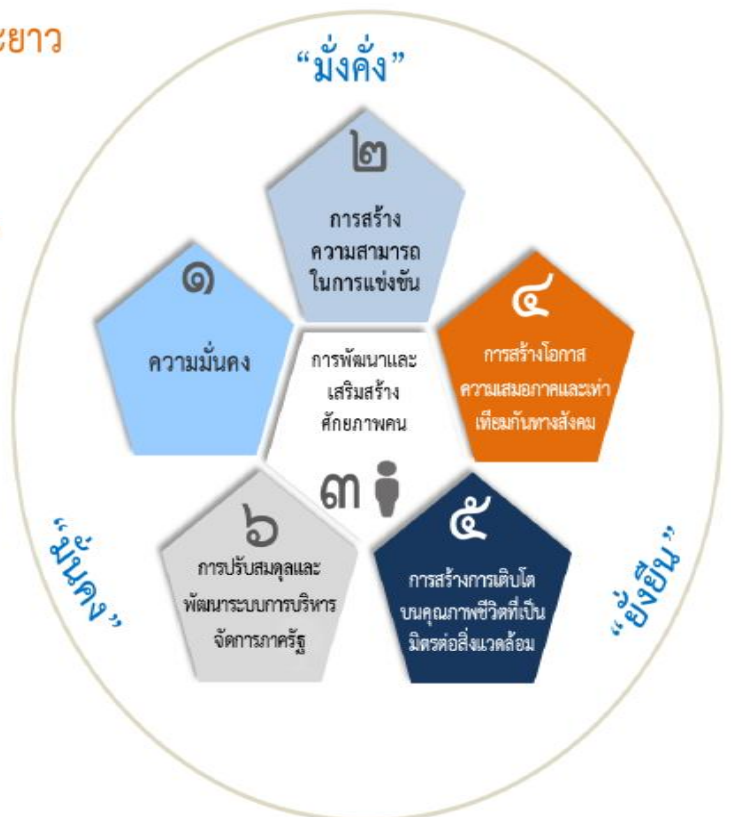 ะยาว
“มั่งคั่ง”
๒
การสร้าง
ความสามารถ
ในการแข่งขัน
๑
ความมั่นคง
๔
การสร้างโอกาส
ความเสมอภาคและเท่า
เทียมกันทางสังคม
การพัฒนาและ
เสริมสร้าง
ศักยภาพคน
๓
๖
การปรับสมดุลและ
พัฒนาระบบการบริหาร
จัดการภาครัฐ
๕
การสร้างการเติบโต
บนคุณภาพชีวิตที่เป็น
มิตรต่อสิ่งแวดล้อม
“มั่นคง”
“ยั่งยืน”